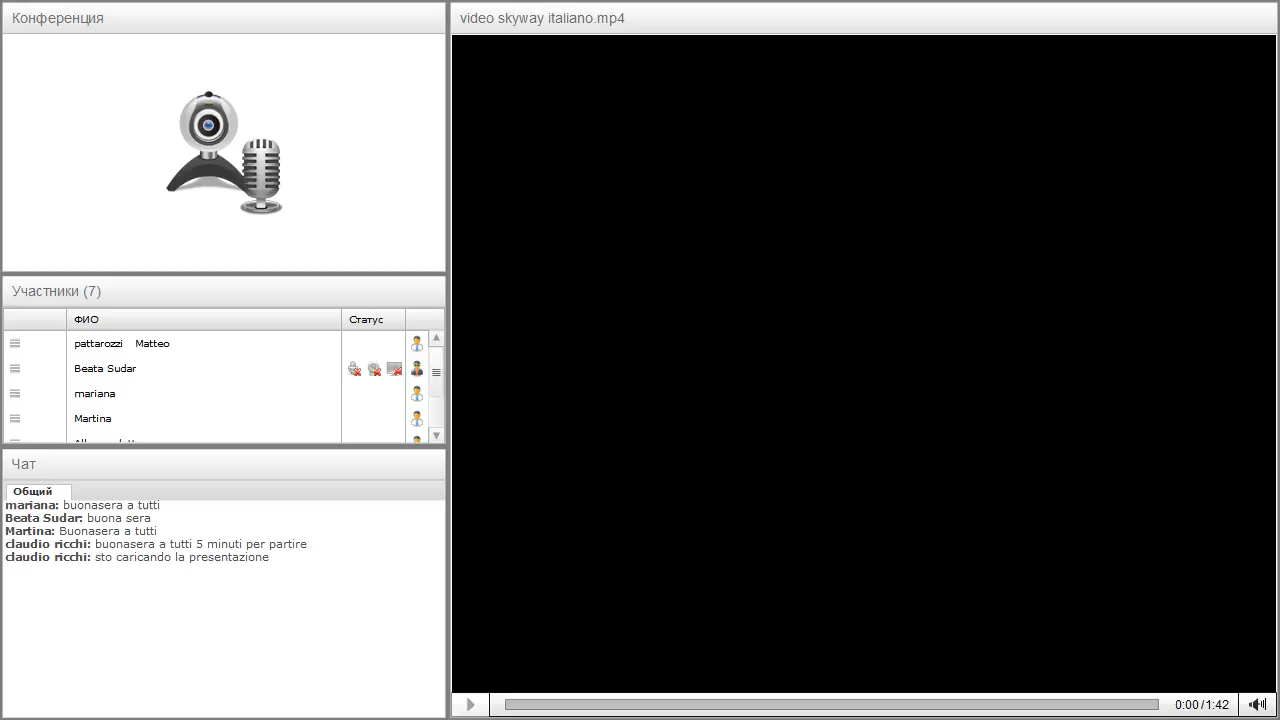 Конференция
video skyway italiano.mp4
Участники (7)
ФИО
Статус
pattarozzi Matteo
Beata Sudar
mariana
Martina
Чат
Общий
mariana: buonasera a tutti
Beata Sudar: buona sera
Martina: Buonasera a tutti
claudio ricchi: buonasera a tutti 5 minuti per partire
claudio ricchi: sto caricando la presentazione
0:00/1:42